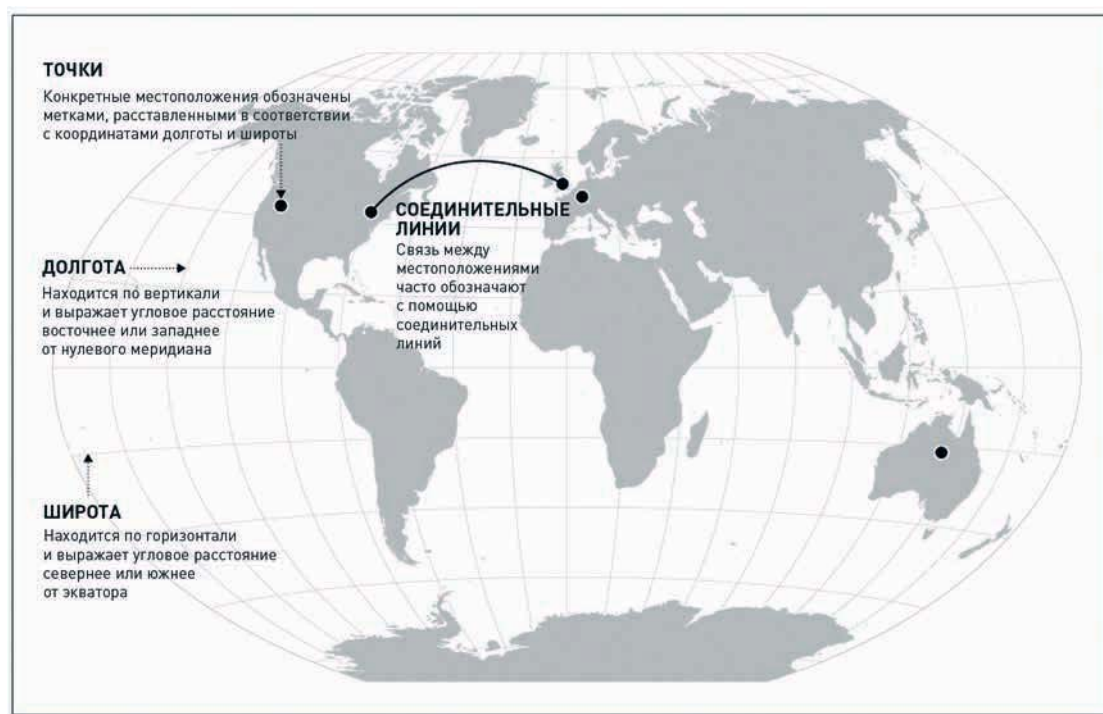 ТОЧКИ
Конкретные местоположения обозначены
метками, расставленными в соответствии
с координатами долготы и широты
СОЕДИНИТЕЛЬНЫЕ
ЛИНИИ
Связь между
местоположениями
часто обозначают
с помощью
соединительных
линий
ДОЛГОТА
Находится по вертикали
и выражает угловое расстояние
восточнее или западнее
от нулевого меридиана
ШИРОТА
Находится по горизонтали
и выражает угловое расстояние
севернее или южнее
от экватора